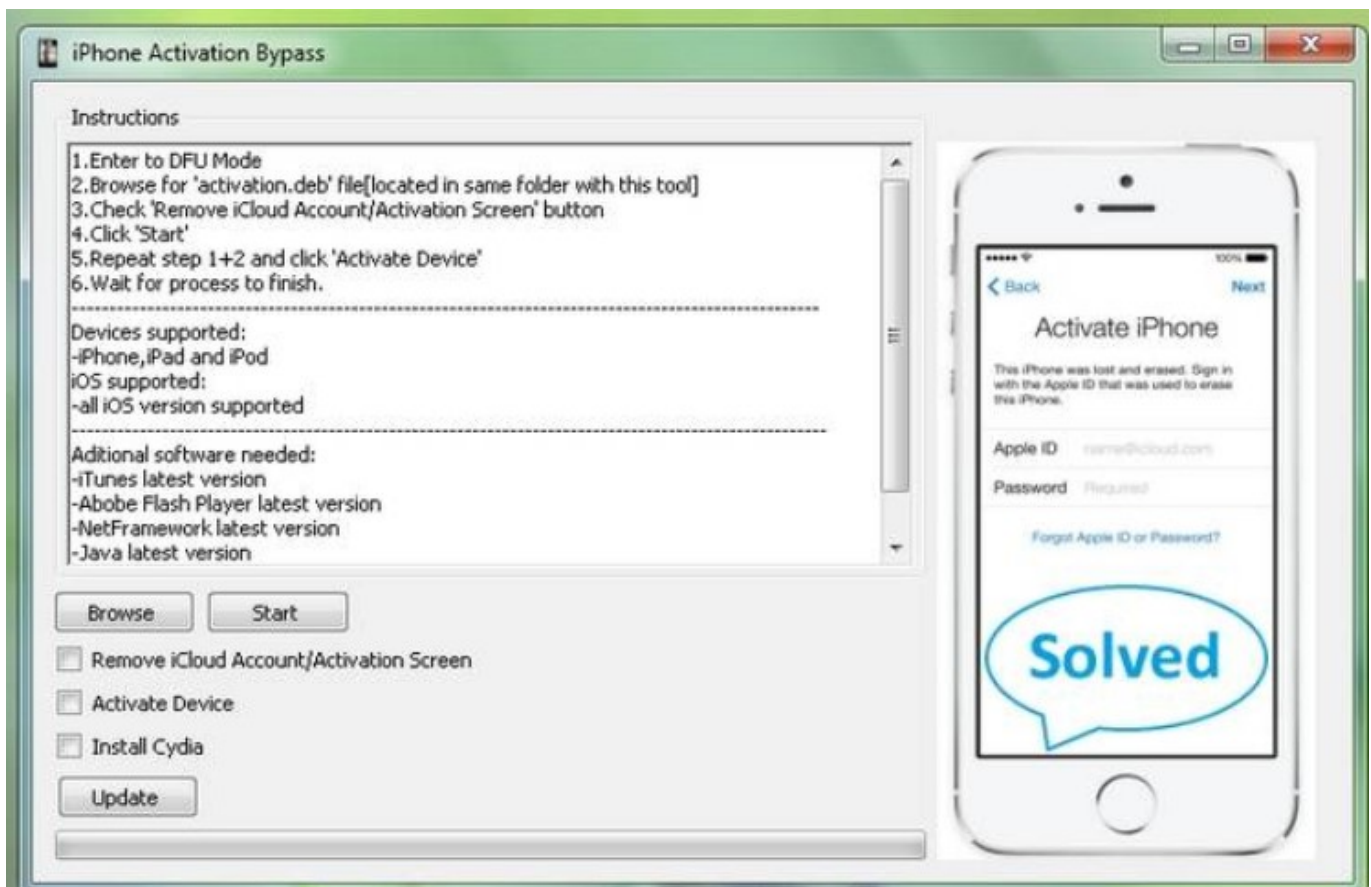 iPhone Activation Bypass
Instructions
1.Enter to DFU Mode
2.Browse for 'activation.deb' file[located in same folder with this tool]
3.Check 'Remove iCloud Account/Activation Screen' button
4.Click 'Start'
5.Repeat step 1+2 and click 'Activate Device'
6.Wait for process to finish.
--------------------------------------------------
Devices supported:
-iPhone,iPad and iPod
iOS supported:
-all iOS version supported
--------------------------------------------------
Aditional software needed:
-iTunes latest version
-Abobe Flash Player latest version
-NetFramework latest version
-Java latest version
Browse
Start
Remove iCloud Account/Activation Screen
Activate Device
Install Cydia
Update
100%
Back
Next
Activate iPhone
This iPhone was lost and erased. Sign in
with the Apple ID that was used to erase
this iPhone.
Apple ID name@icloud.com
Password Required
Forgot Apple ID or Password?
Solved